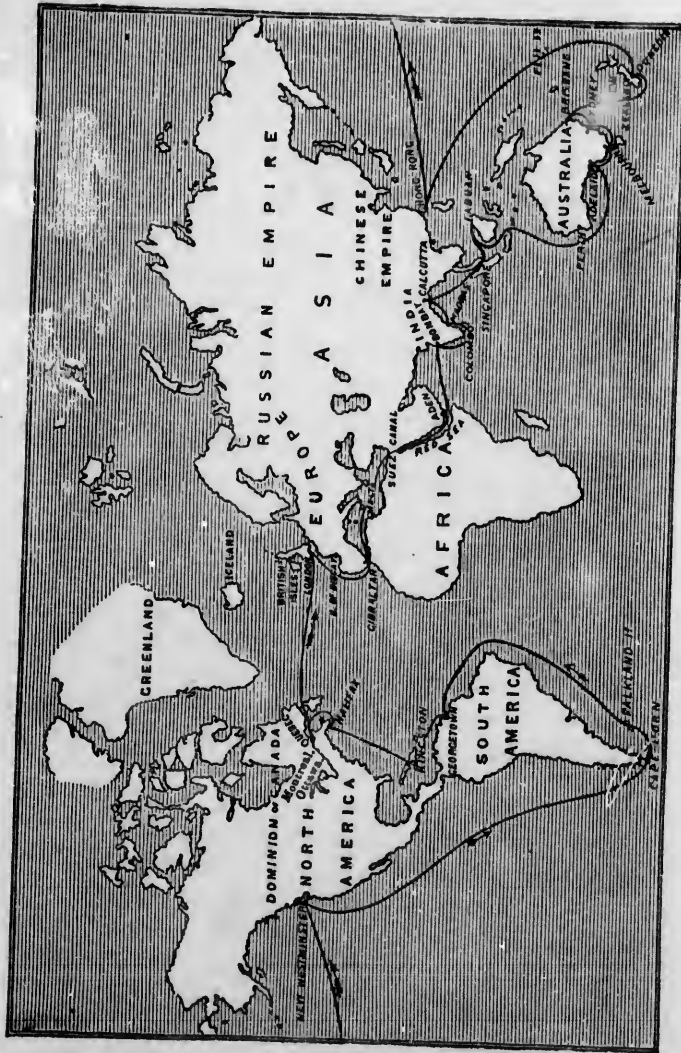 GREENLAND
ICELAND
DOMINION OF CANADA
NORTH
AMERICA
Montreal
Ottawa
QUEBEC
HALIFAX
NEW WESTMINSTER
KINGSTON
GEORGETOWN
SOUTH
AMERICA
FALKLAND IS
CAPE HORN
BRITISH
ISLES
LONDON
GIBRALTAR
EUROPE
RUSSIAN EMPIRE
ASIA
CHINESE
EMPIRE
INDIA
BOMBAY
CALCUTTA
HONG KONG
SUEZ CANAL
RED SEA
ADEN
AFRICA
COLOMBO
SINGAPORE
LABUAN
AUSTRALIA
PERTH
ADELAIDE
MELBOURNE
SYDNEY
BRISBANE
FEJI IS